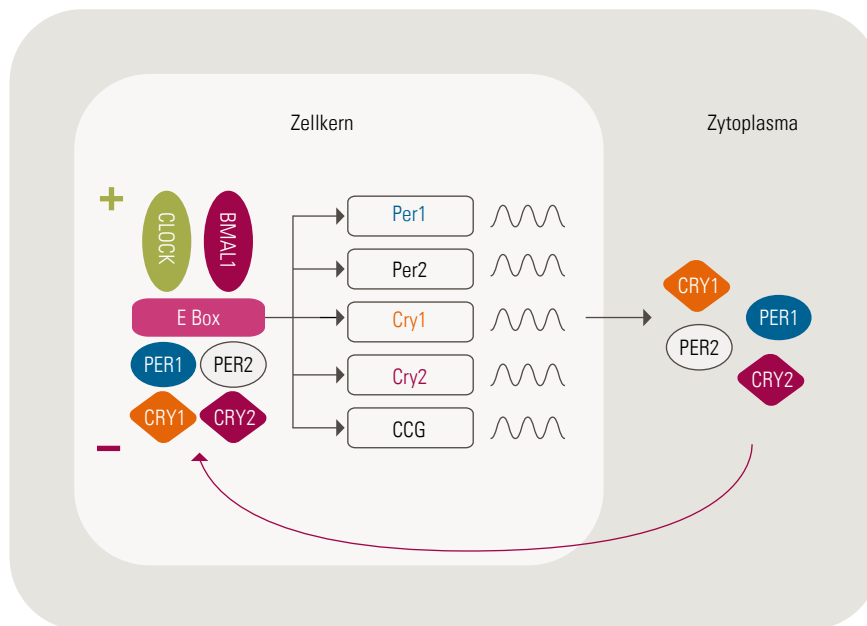 Zellkern
Zytoplasma
+
CLOCK
BMAL1
E Box
PER1
PER2
CRY1
CRY2
–
Per1
Per2
Cry1
Cry2
CCG
CRY1
PER1
PER2
CRY2